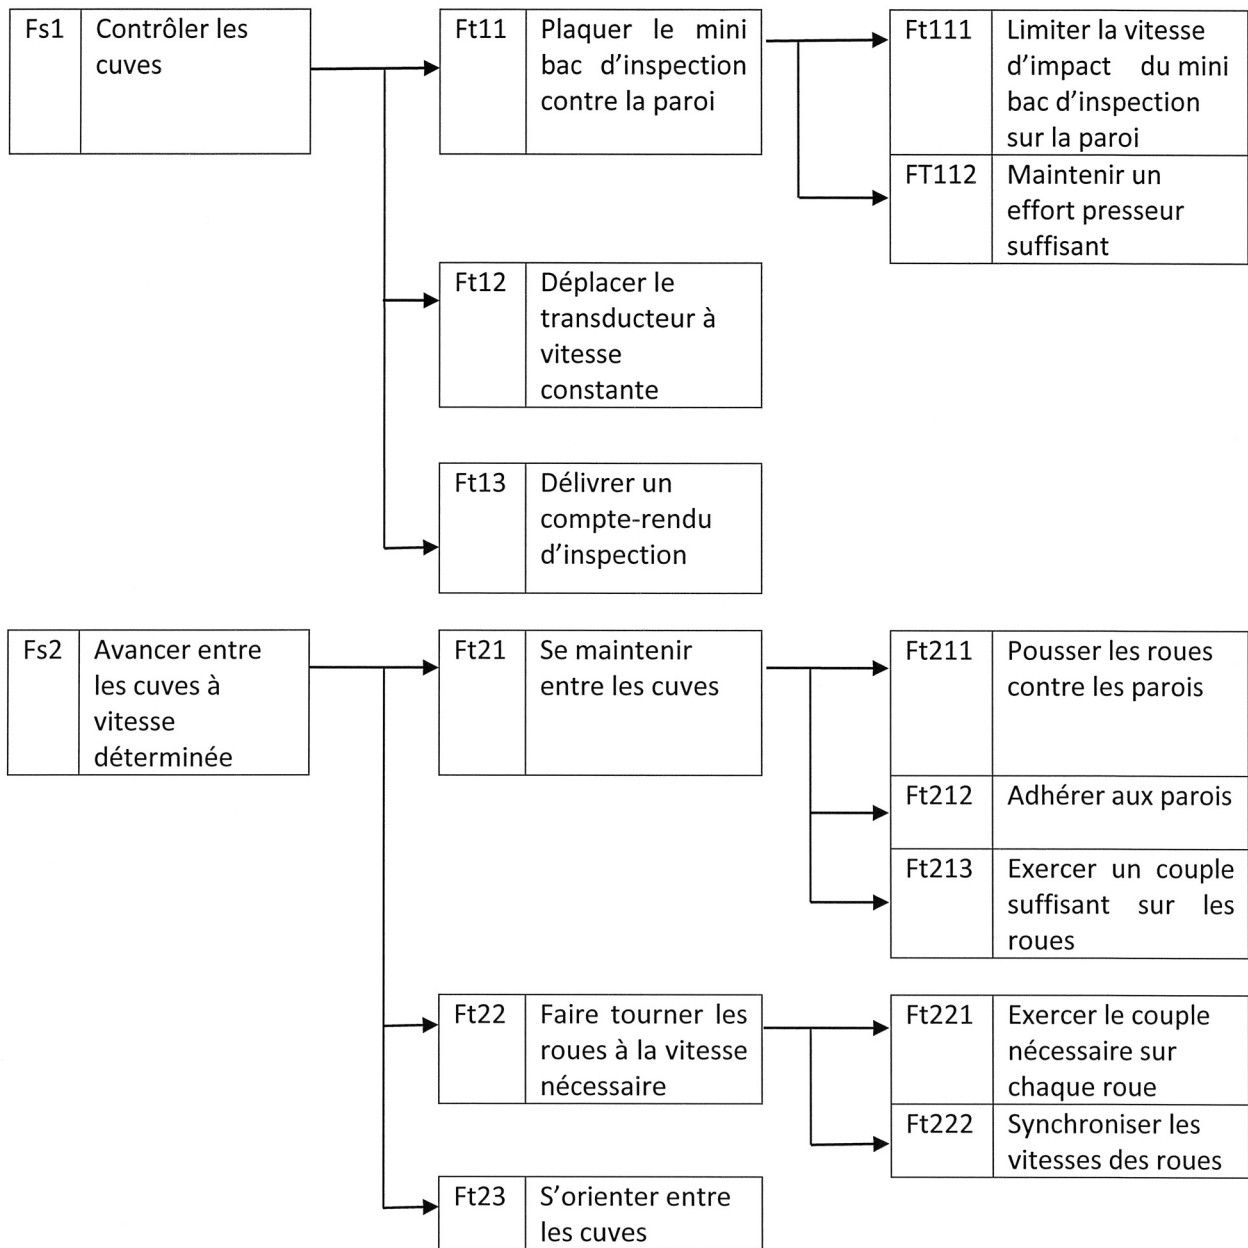 Fs1 Contrôler les
cuves
Ft11 Plaquer le mini
bac d'inspection
contre la paroi
Ft111 Limiter la vitesse
d'impact du mini
bac d'inspection
sur la paroi
FT112 Maintenir un
effort presseur
suffisant
Ft12 Déplacer le
transducteur à
vitesse
constante
Ft13 Délivrer un
compte-rendu
d'inspection
Fs2 Avancer entre
les cuves à
vitesse
déterminée
Ft21 Se maintenir
entre les cuves
Ft211 Pousser les roues
contre les parois
Ft212 Adhérer aux parois
Ft213 Exercer un couple
suffisant sur les
roues
Ft22 Faire tourner les
roues à la vitesse
nécessaire
Ft221 Exercer le couple
nécessaire sur
chaque roue
Ft222 Synchroniser les
vitesses des roues
Ft23 S'orienter entre
les cuves